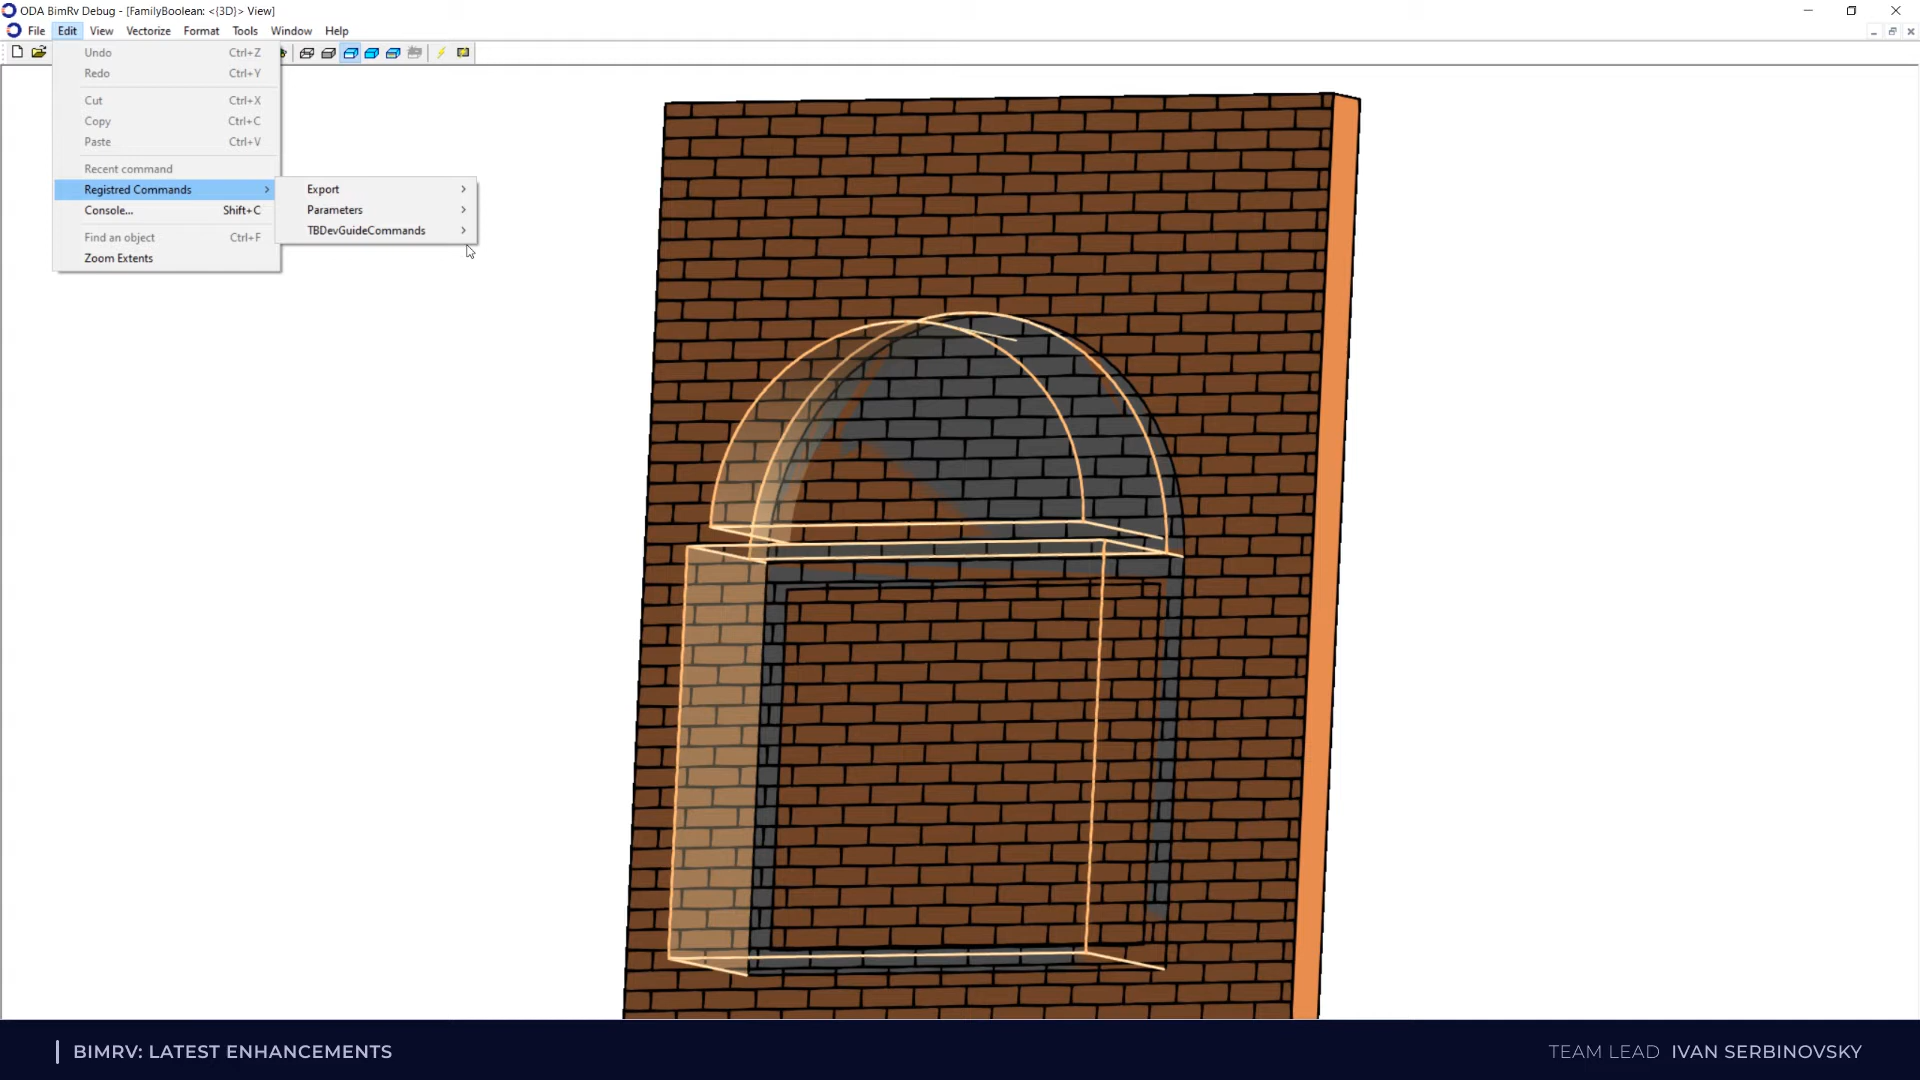 ODA BimRv Debug - [FamilyBoolean: <{3D}> View]
File Edit View Vectorize Format Tools Window Help
Undo Ctrl+Z
Redo Ctrl+Y
Cut Ctrl+X
Copy Ctrl+C
Paste Ctrl+V
Recent command
Registred Commands
Console... Shift+C
Find an object Ctrl+F
Zoom Extents
Export
Parameters
TBDevGuideCommands
BIMRV: LATEST ENHANCEMENTS
TEAM LEAD IVAN SERBINOVSKY